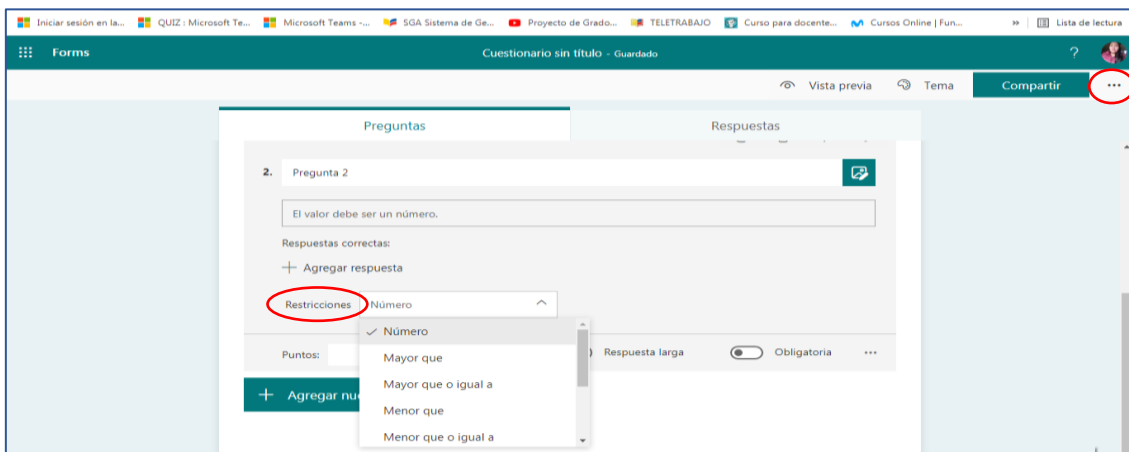 Iniciar sesión en la... QUIZ : Microsoft Te... Microsoft Teams -... SGA Sistema de Ge... Proyecto de Grado... TELETRABAJO Curso para docente... Cursos Online | Fun... » Lista de lectura
Forms Cuestionario sin título - Guardado ?
Vista previa Tema Compartir ...
Preguntas Respuestas
2. Pregunta 2
El valor debe ser un número.
Respuestas correctas:
+ Agregar respuesta
Restricciones Número
Número
Puntos: Respuesta larga Obligatoria ...
Mayor que
Mayor que o igual a
+ Agregar nu
Menor que
Menor que o igual a